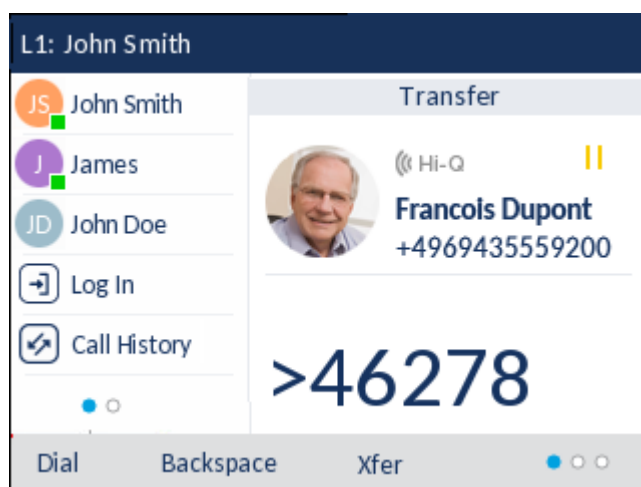 L1: John Smith
JS John Smith
J James
JD John Doe
Log In
Call History
Transfer
Hi-Q
Francois Dupont
+4969435559200
>46278
Dial Backspace Xfer